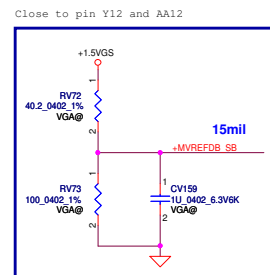 Close to pin Y12 and AA12
+1.5VGS
1
RV72
40.2_0402_1%
VGA@
2
15mil
+MVREFDB_SB
1
RV73
100_0402_1%
VGA@
2
1
CV159
1U_0402_6.3V6K
VGA@
2